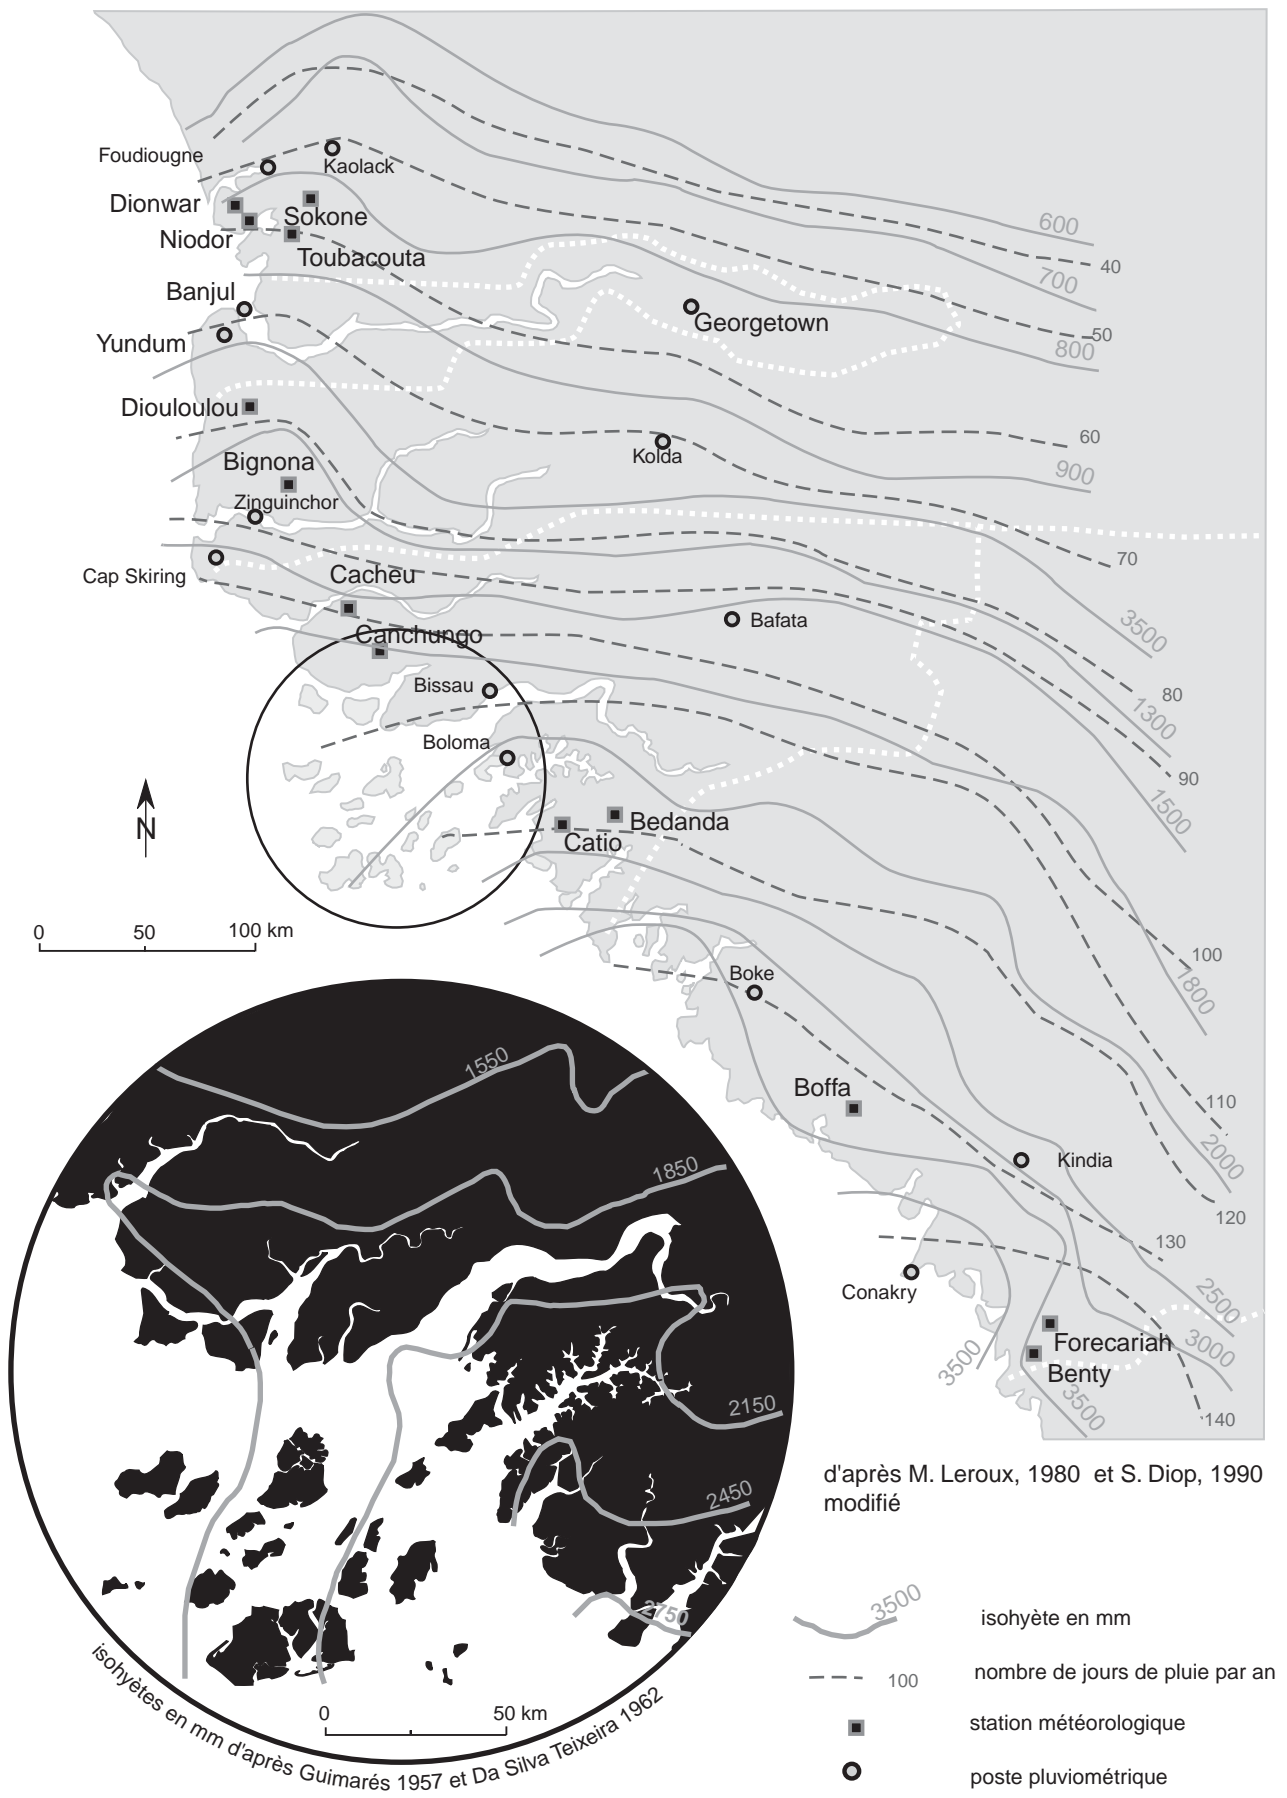 Foudiougne
Kaolack
Dionwar
Sokone
Niodor
Toubacouta
600
40
700
Banjul
Georgetown
50
Yundum
800
Diouloulou
60
Kolda
Bignona
900
Zinguinchor
70
Cap Skiring
Cacheu
Bafata
3500
Canchungo
Bissau
80
1300
Boloma
90
1500
N
Bedanda
Catio
0 50 100 km
100
Boke
1800
Boffa
110
Kindia
2000
120
130
Conakry
2500
Forecariah
3000
3500
Benty
3500
140
1550
1850
2150
2450
2750
0 50 km
isohyètes en mm d'après Guimarés 1957 et Da Silva Teixeira 1962
d'après M. Leroux, 1980 et S. Diop, 1990
modifié
3500
isohyète en mm
100
nombre de jours de pluie par an
station météorologique
poste pluviométrique